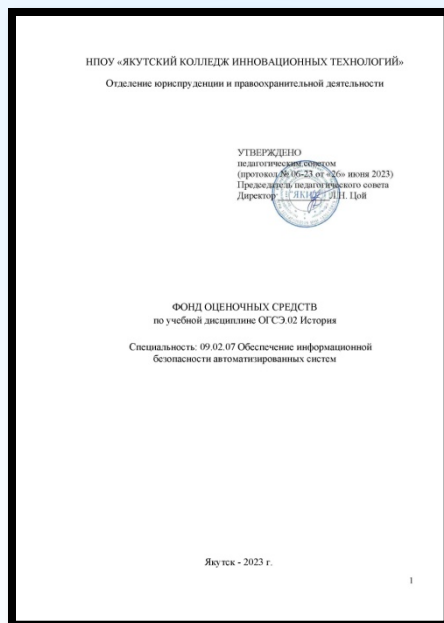 НПОУ «ЯКУТСКИЙ КОЛЛЕДЖ ИННОВАЦИОННЫХ ТЕХНОЛОГИЙ»
Отделение юриспруденции и правоохранительной деятельности
УТВЕРЖДЕНО
педагогическим советом
(протокол № 06-23 от «26» июня 2023)
Председатель педагогического совета
Директор Л.Н. Цой
ФОНД ОЦЕНОЧНЫХ СРЕДСТВ
по учебной дисциплине ОГСЭ.02 История
Специальность: 09.02.07 Обеспечение информационной
безопасности автоматизированных систем
Якутск - 2023 г.
1